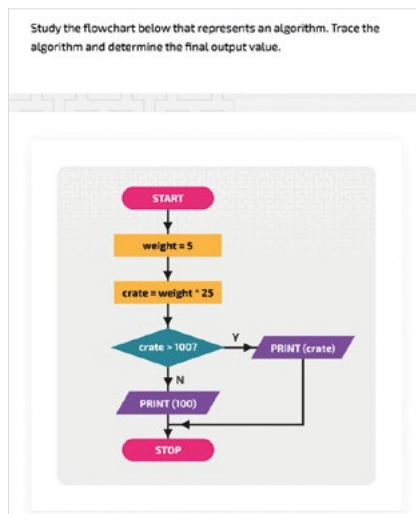 Study the flowchart below that represents an algorithm. Trace the
algorithm and determine the final output value.
START
weight = 5
crate = weight * 25
crate > 100?
Y
PRINT (crate)
N
PRINT (100)
STOP